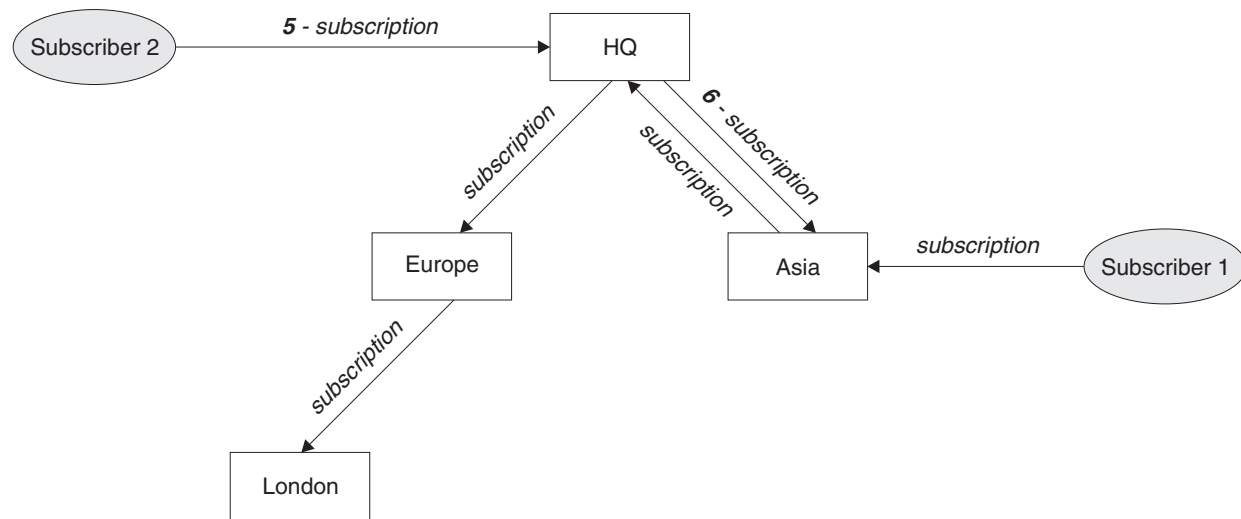 Subscriber 2
5 - subscription
HQ
subscription
6 - subscription
subscription
Europe
Asia
subscription
Subscriber 1
subscription
London